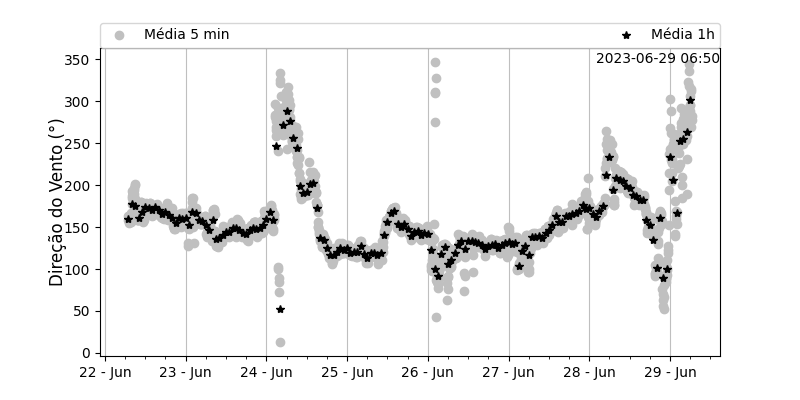 Média 5 min
Média 1h
2023-06-29 06:50
Direção do Vento (°)
350
300
250
200
150
100
50
0
22 - Jun
23 - Jun
24 - Jun
25 - Jun
26 - Jun
27 - Jun
28 - Jun
29 - Jun